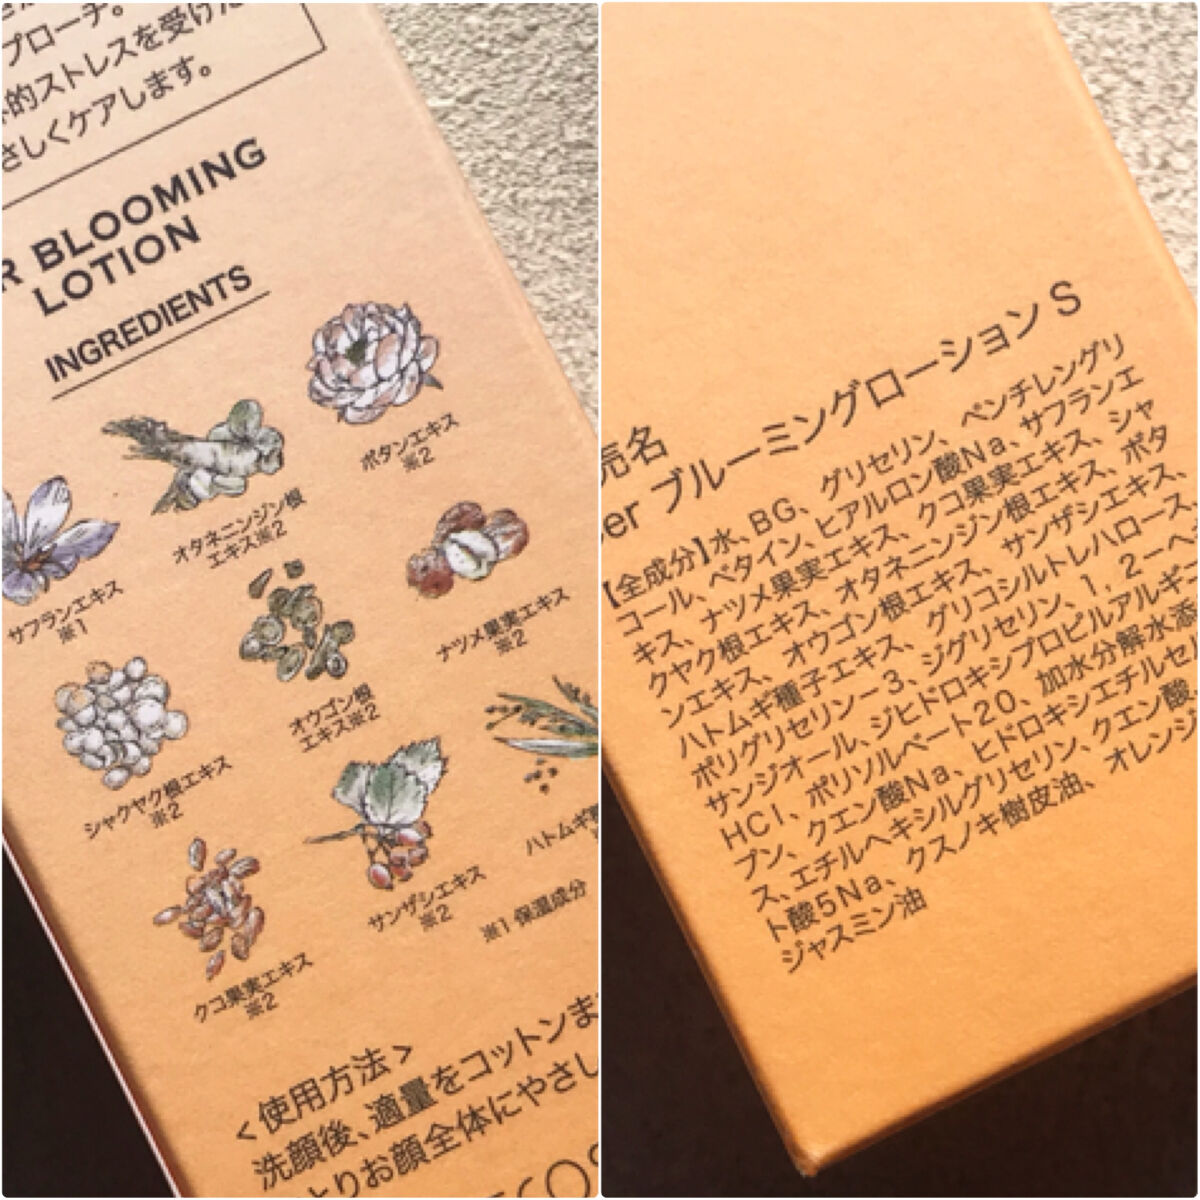 プローチ。
的ストレスを受けた
さしくケアします。
R BLOOMING
LOTION
INGREDIENTS
ボタンエキス
※2
オタネニンジン根
エキス※2
サフランエキス
※1
ナツメ果実エキス
※2
オウゴン根
エキス※2
シャクヤク根エキス
※2
ハトムギ
サンザシエキス
※2
※1 保湿成分
クコ果実エキス
※2
<使用方法>
洗顔後、適量をコットンま
とりお顔全体にやさし
売名
er ブルーミングローション S
【全成分】水、BG、グリセリン、ペンチレングリ
コール、ベタイン、ヒアルロン酸Na、サフランエ
キス、ナツメ果実エキス、クコ果実エキス、シャ
クヤク根エキス、オタネニンジン根エキス、ボタ
ンエキス、オウゴン根エキス、サンザシエキス、
ハトムギ種子エキス、グリコシルトレハロース、
ポリグリセリン-3、ジグリセリン、1, 2-ヘ
サンジオール、ジヒドロキシプロピルアルギニ
HCl、ポリソルベート20、加水分解水添
プン、クエン酸Na、ヒドロキシエチルセル
ス、エチルヘキシルグリセリン、クエン酸、
ト酸5Na、クスノキ樹皮油、オレンジ
ジャスミン油